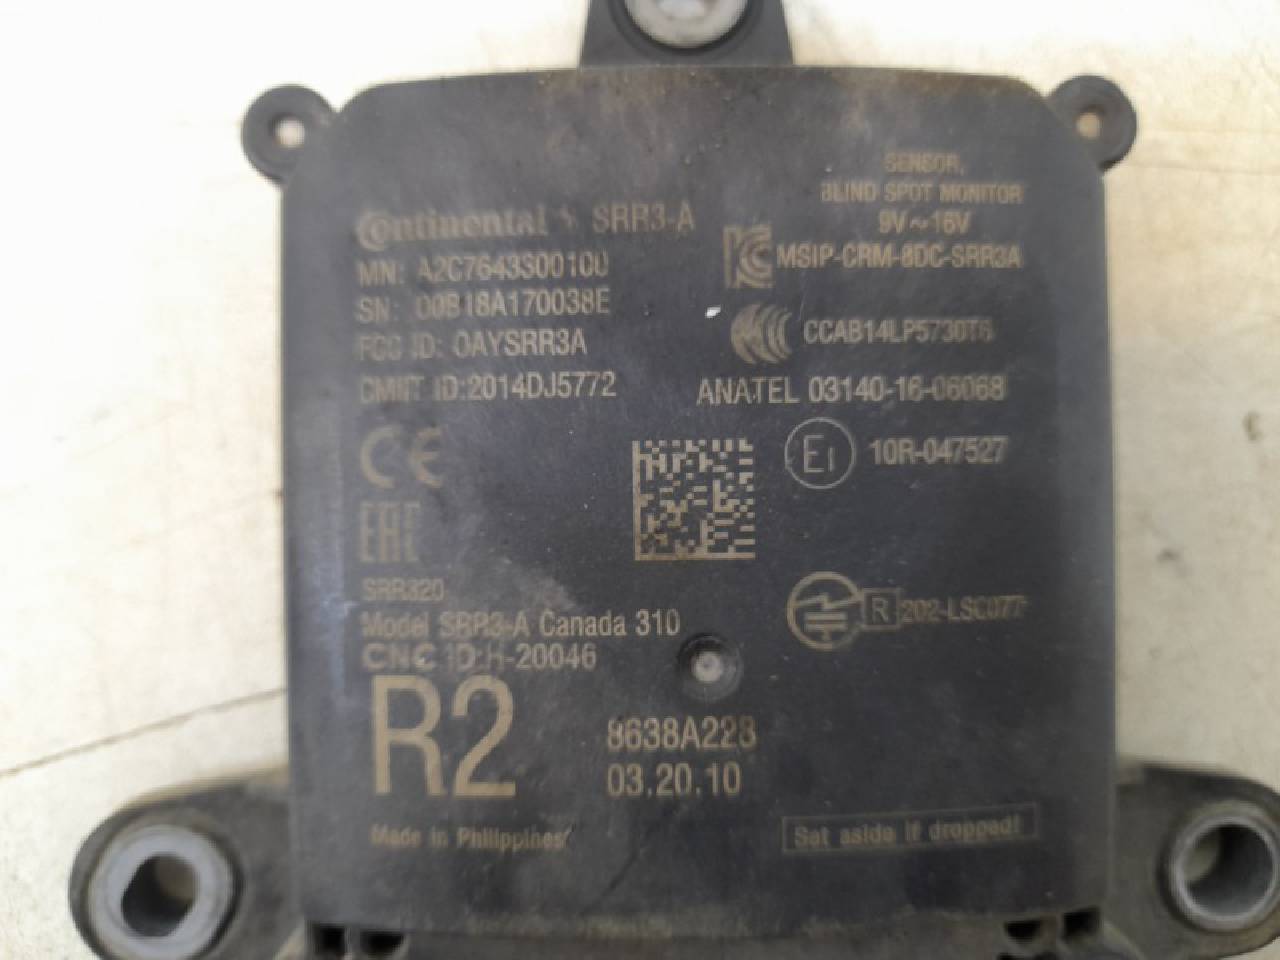 Continental SRR3-A
SENSOR,
BLIND SPOT MONITOR
9V~16V
MN: A2C7643300100
SN: 00B18A170038E
FCC ID: OAYSRR3A
CMIIT ID:2014DJ5772
MSIP-CRM-8DC-SRR3A
CCAB14LP5730T6
ANATEL 03140-16-06068
CE
E1 10R-047527
EAC
SRR320
Model SRR3-A Canada 310
CNC ID:H-20046
R 202-LSC077
R2
8638A228
03.20.10
Made in Philippines
Set aside if dropped!